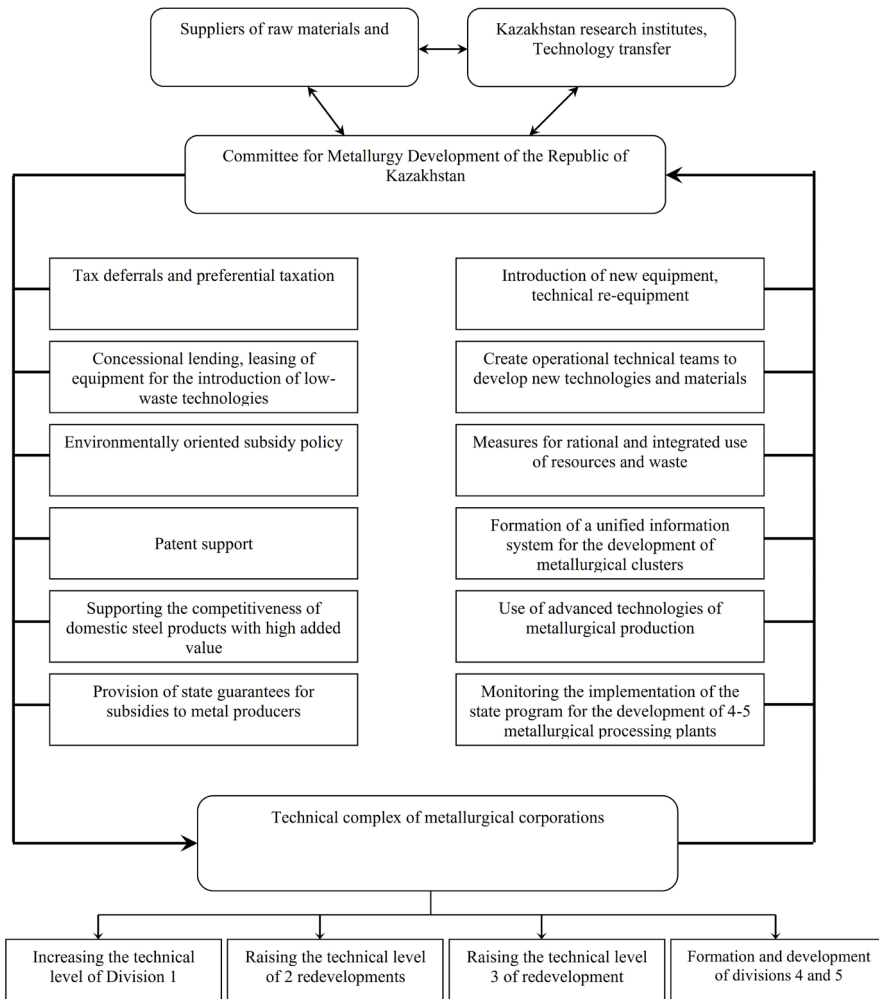 Suppliers of raw materials and
Kazakhstan research institutes,
Technology transfer
Committee for Metallurgy Development of the Republic of
Kazakhstan
Tax deferrals and preferential taxation
Introduction of new equipment,
technical re-equipment
Concessional lending, leasing of
equipment for the introduction of low-
waste technologies
Create operational technical teams to
develop new technologies and materials
Environmentally oriented subsidy policy
Measures for rational and integrated use
of resources and waste
Patent support
Formation of a unified information
system for the development of
metallurgical clusters
Supporting the competitiveness of
domestic steel products with high added
value
Use of advanced technologies of
metallurgical production
Provision of state guarantees for
subsidies to metal producers
Monitoring the implementation of the
state program for the development of 4-5
metallurgical processing plants
Technical complex of metallurgical corporations
Increasing the technical
level of Division 1
Raising the technical level
of 2 redevelopments
Raising the technical level
3 of redevelopment
Formation and development
of divisions 4 and 5